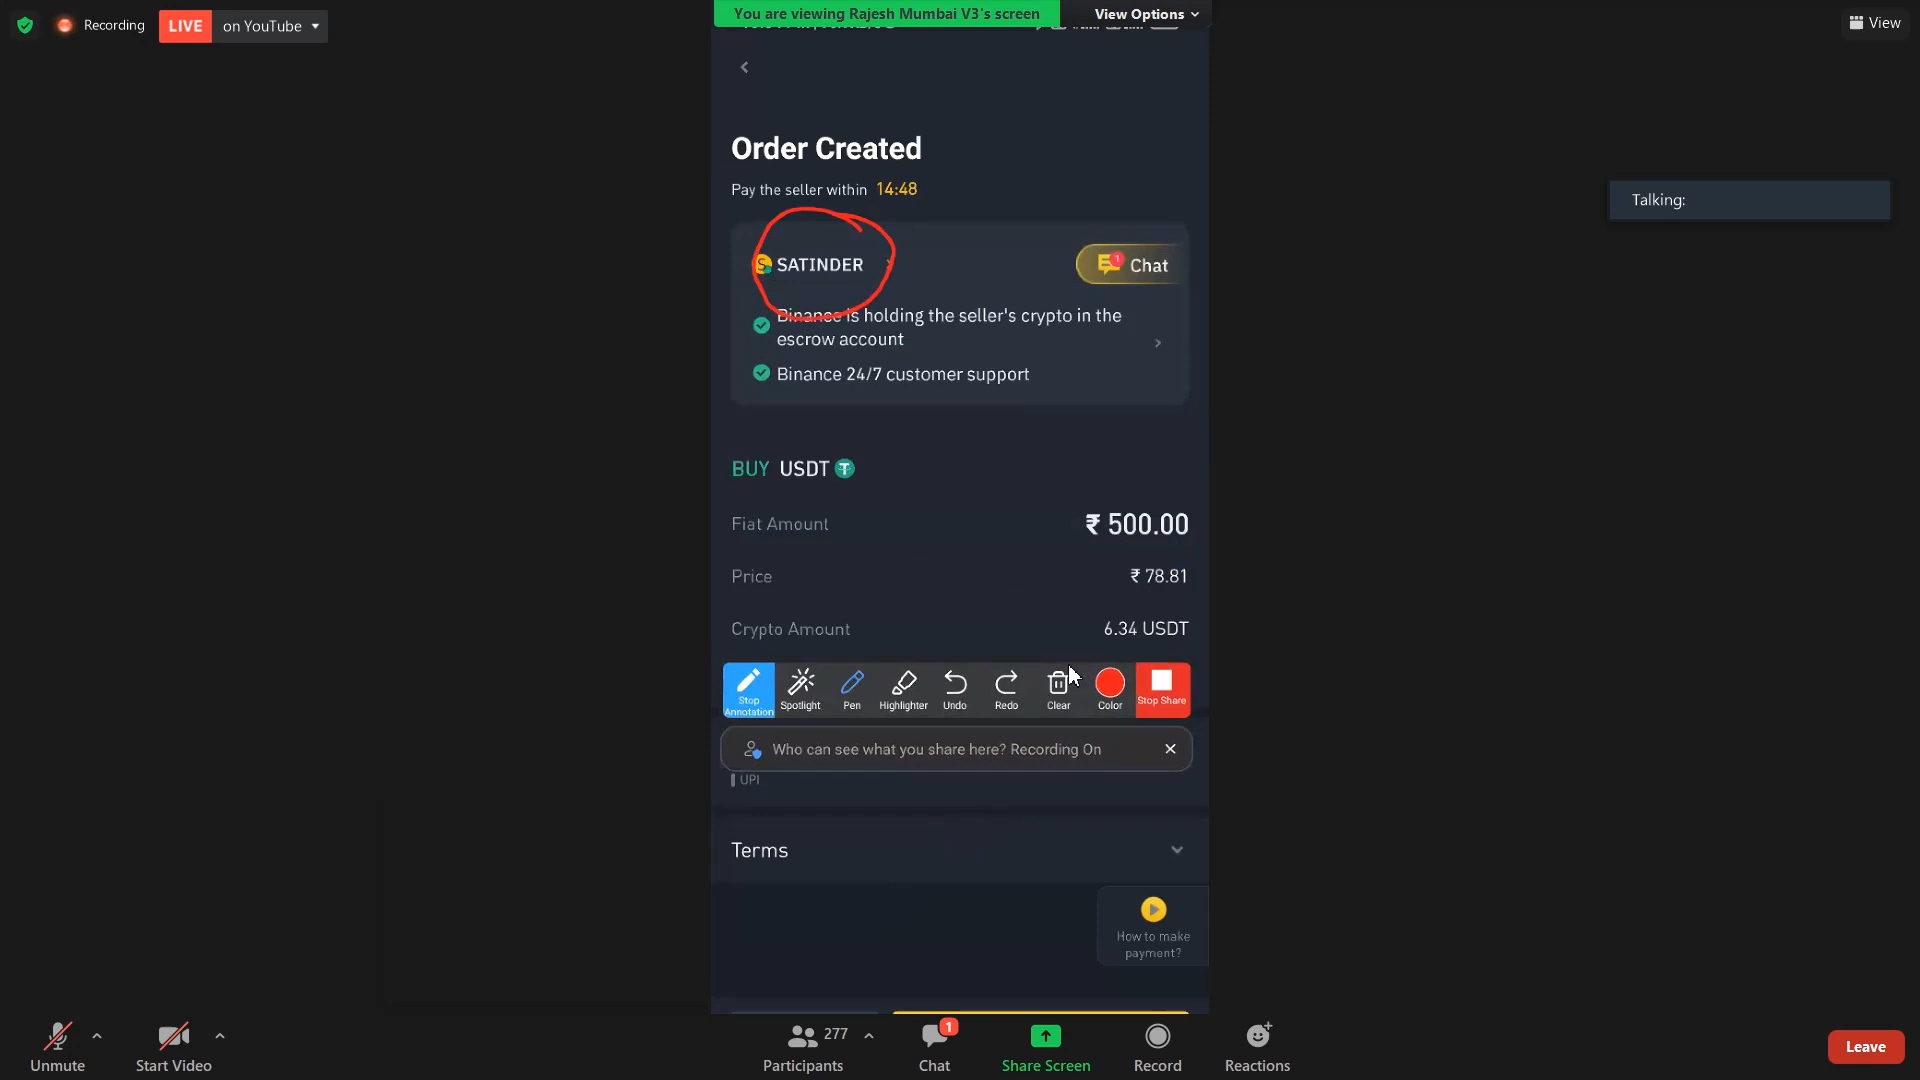 Recording
LIVE on YouTube
You are viewing Rajesh Mumbai V3's screen
View Options
View
Order Created
Pay the seller within 14:48
Talking:
SATINDER
1
Chat
Binance is holding the seller's crypto in the
escrow account
Binance 24/7 customer support
BUY USDT
Fiat Amount ₹ 500.00
Price ₹ 78.81
Crypto Amount 6.34 USDT
Stop Annotation
Spotlight
Pen
Highlighter
Undo
Redo
Clear
Color
Stop Share
Who can see what you share here? Recording On
UPI
Terms
How to make
payment?
Unmute
Start Video
277
Participants
1
Chat
Share Screen
Record
Reactions
Leave